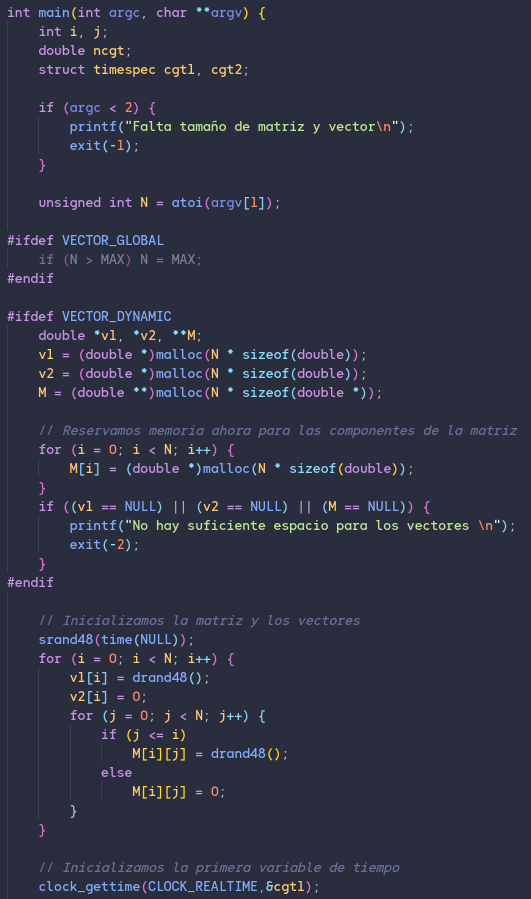 int main(int argc, char **argv) {
    int i, j;
    double ncgt;
    struct timespec cgt1, cgt2;

    if (argc < 2) {
        printf("Falta tamaño de matriz y vector\n");
        exit(-1);
    }

    unsigned int N = atoi(argv[1]);

#ifdef VECTOR_GLOBAL
    if (N > MAX) N = MAX;
#endif

#ifdef VECTOR_DYNAMIC
    double *v1, *v2, **M;
    v1 = (double *)malloc(N * sizeof(double));
    v2 = (double *)malloc(N * sizeof(double));
    M = (double **)malloc(N * sizeof(double *));

    // Reservamos memoria ahora para las componentes de la matriz
    for (i = 0; i < N; i++) {
        M[i] = (double *)malloc(N * sizeof(double));
    }
    if ((v1 == NULL) || (v2 == NULL) || (M == NULL)) {
        printf("No hay suficiente espacio para los vectores \n");
        exit(-2);
    }
#endif

    // Inicializamos la matriz y los vectores
    srand48(time(NULL));
    for (i = 0; i < N; i++) {
        v1[i] = drand48();
        v2[i] = 0;
        for (j = 0; j < N; j++) {
            if (j <= i)
                M[i][j] = drand48();
            else
                M[i][j] = 0;
        }
    }

    // Inicializamos la primera variable de tiempo
    clock_gettime(CLOCK_REALTIME,&cgt1);